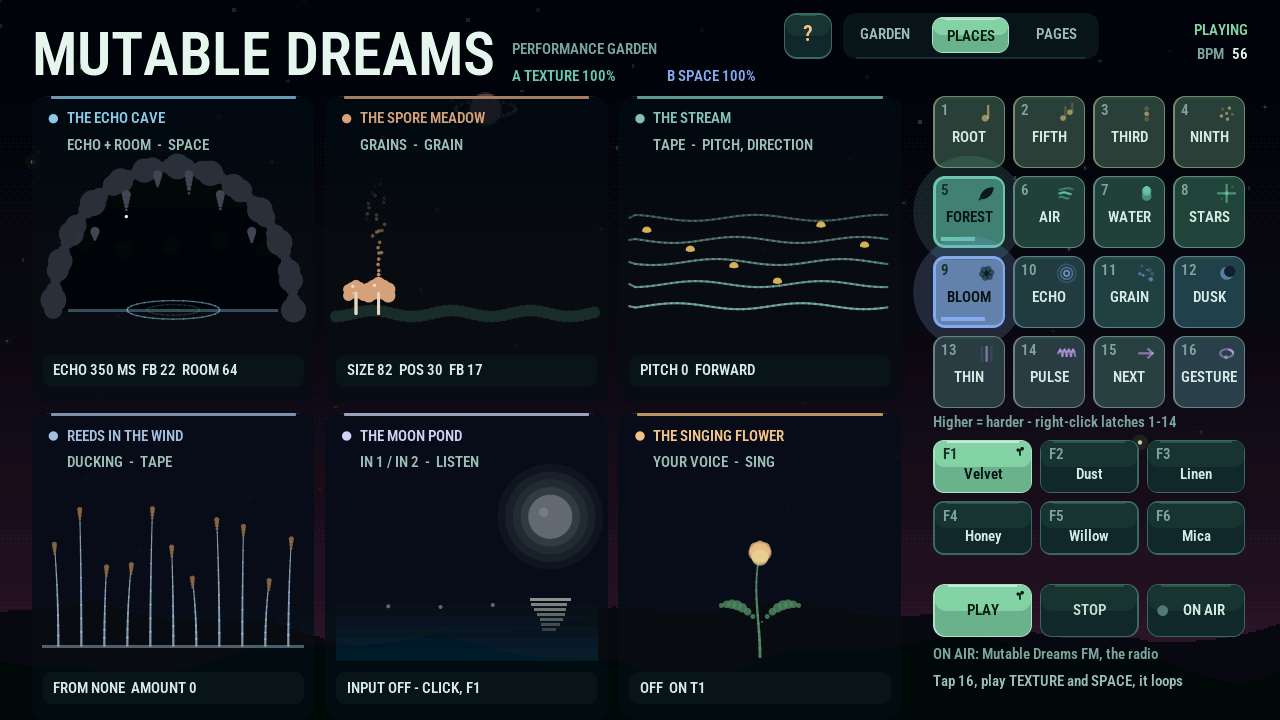 MUTABLE DREAMS
PERFORMANCE GARDEN
A TEXTURE 100%
B SPACE 100%
?
GARDEN
PLACES
PAGES
PLAYING
BPM 56
THE ECHO CAVE
ECHO + ROOM - SPACE
ECHO 350 MS FB 22 ROOM 64
THE SPORE MEADOW
GRAINS - GRAIN
SIZE 82 POS 30 FB 17
THE STREAM
TAPE - PITCH, DIRECTION
PITCH 0 FORWARD
REEDS IN THE WIND
DUCKING - TAPE
FROM NONE AMOUNT 0
THE MOON POND
IN 1 / IN 2 - LISTEN
INPUT OFF - CLICK, F1
THE SINGING FLOWER
YOUR VOICE - SING
OFF ON T1
1
ROOT
2
FIFTH
3
THIRD
4
NINTH
5
FOREST
6
AIR
7
WATER
8
STARS
9
BLOOM
10
ECHO
11
GRAIN
12
DUSK
13
THIN
14
PULSE
15
NEXT
16
GESTURE
Higher = harder - right-click latches 1-14
F1
Velvet
F2
Dust
F3
Linen
F4
Honey
F5
Willow
F6
Mica
PLAY
STOP
ON AIR
ON AIR: Mutable Dreams FM, the radio
Tap 16, play TEXTURE and SPACE, it loops